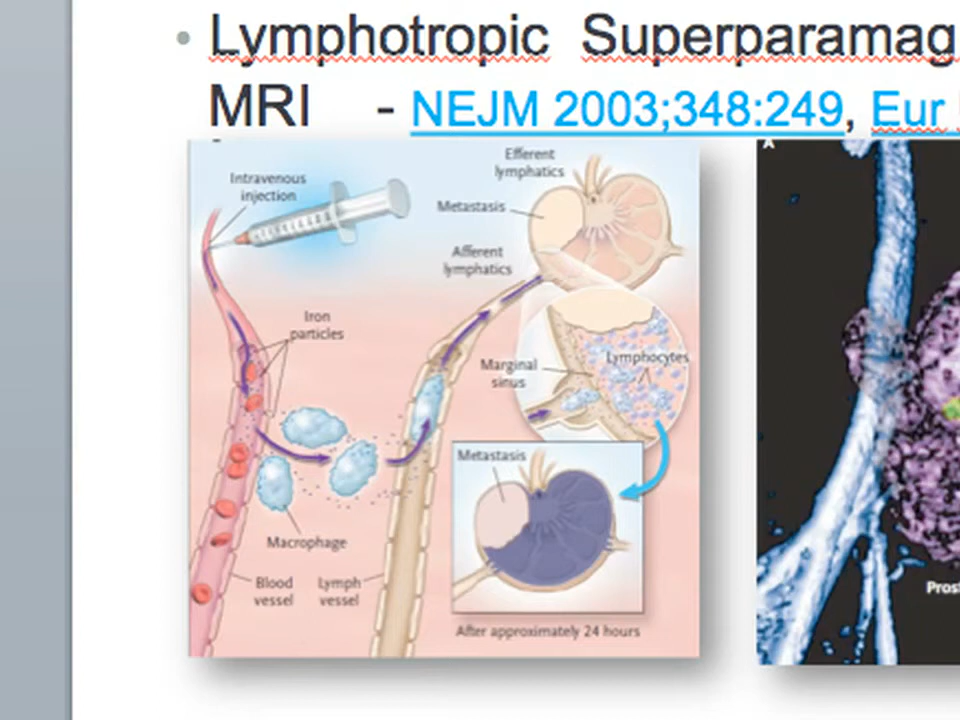 • Lymphotropic Superparamag
MRI - NEJM 2003;348:249, Eur
Intravenous
injection
Efferent
lymphatics
Metastasis
Afferent
lymphatics
Iron
particles
Marginal
sinus
Lymphocytes
Metastasis
Macrophage
Blood
vessel
Lymph
vessel
After approximately 24 hours
A
Pros